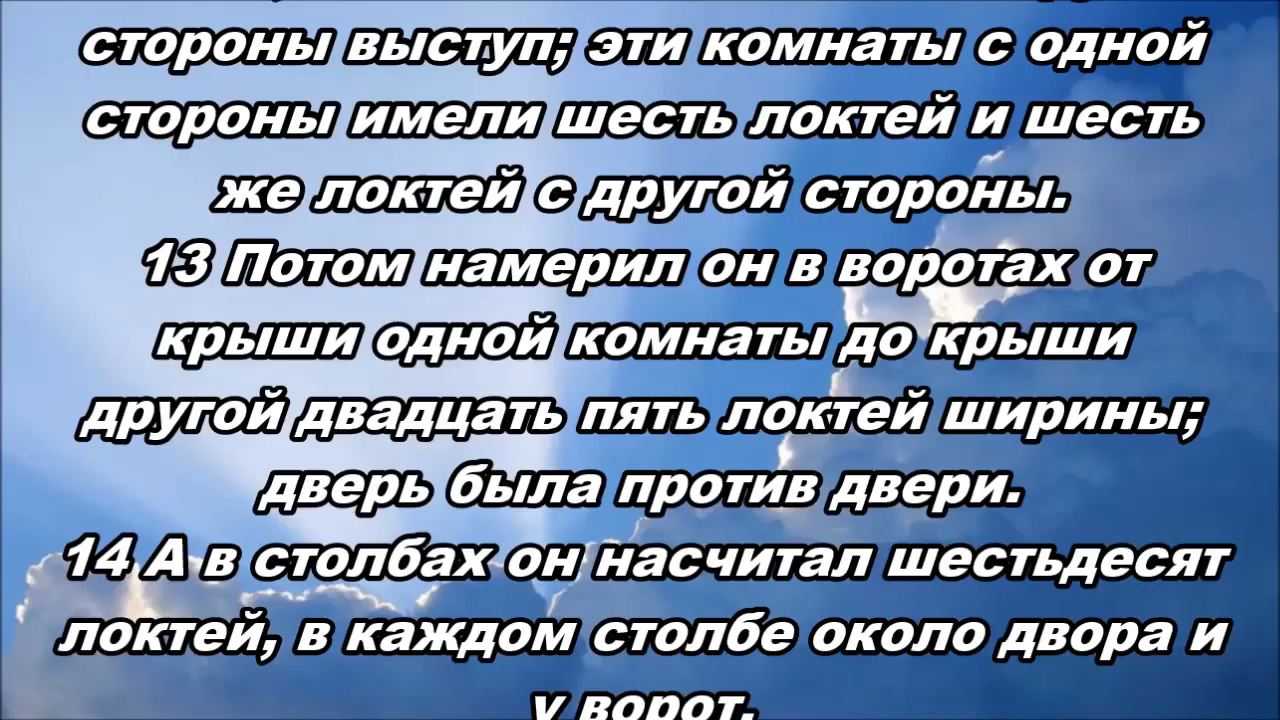 стороны выступ; эти комнаты с одной
стороны имели шесть локтей и шесть
же локтей с другой стороны.
13 Потом намерил он в воротах от
крыши одной комнаты до крыши
другой двадцать пять локтей ширины;
дверь была против двери.
14 А в столбах он насчитал шестьдесят
локтей, в каждом столбе около двора и
у ворот.